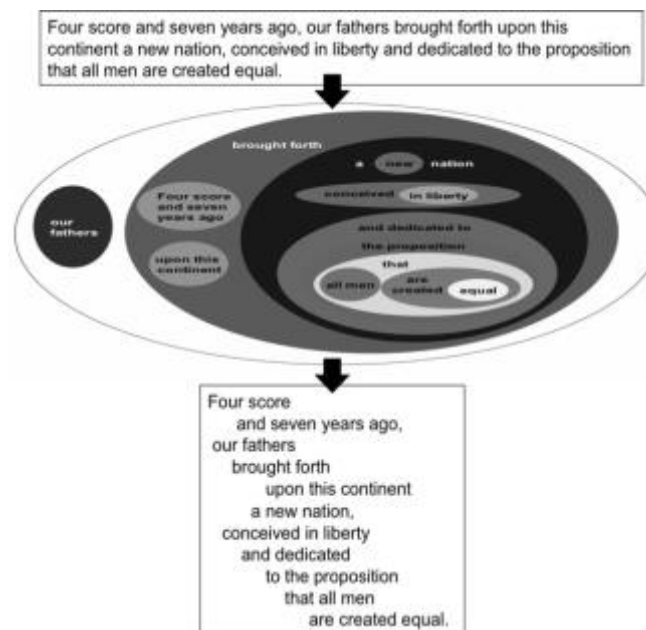 Four score and seven years ago, our fathers brought forth upon this
continent a new nation, conceived in liberty and dedicated to the proposition
that all men are created equal.
brought forth
a new nation
conceived in liberty
Four score
and seven
years ago
our
fathers
and dedicated to
the proposition
upon this
continent
that
all men
are
created
equal
Four score
and seven years ago,
our fathers
brought forth
upon this continent
a new nation,
conceived in liberty
and dedicated
to the proposition
that all men
are created equal.